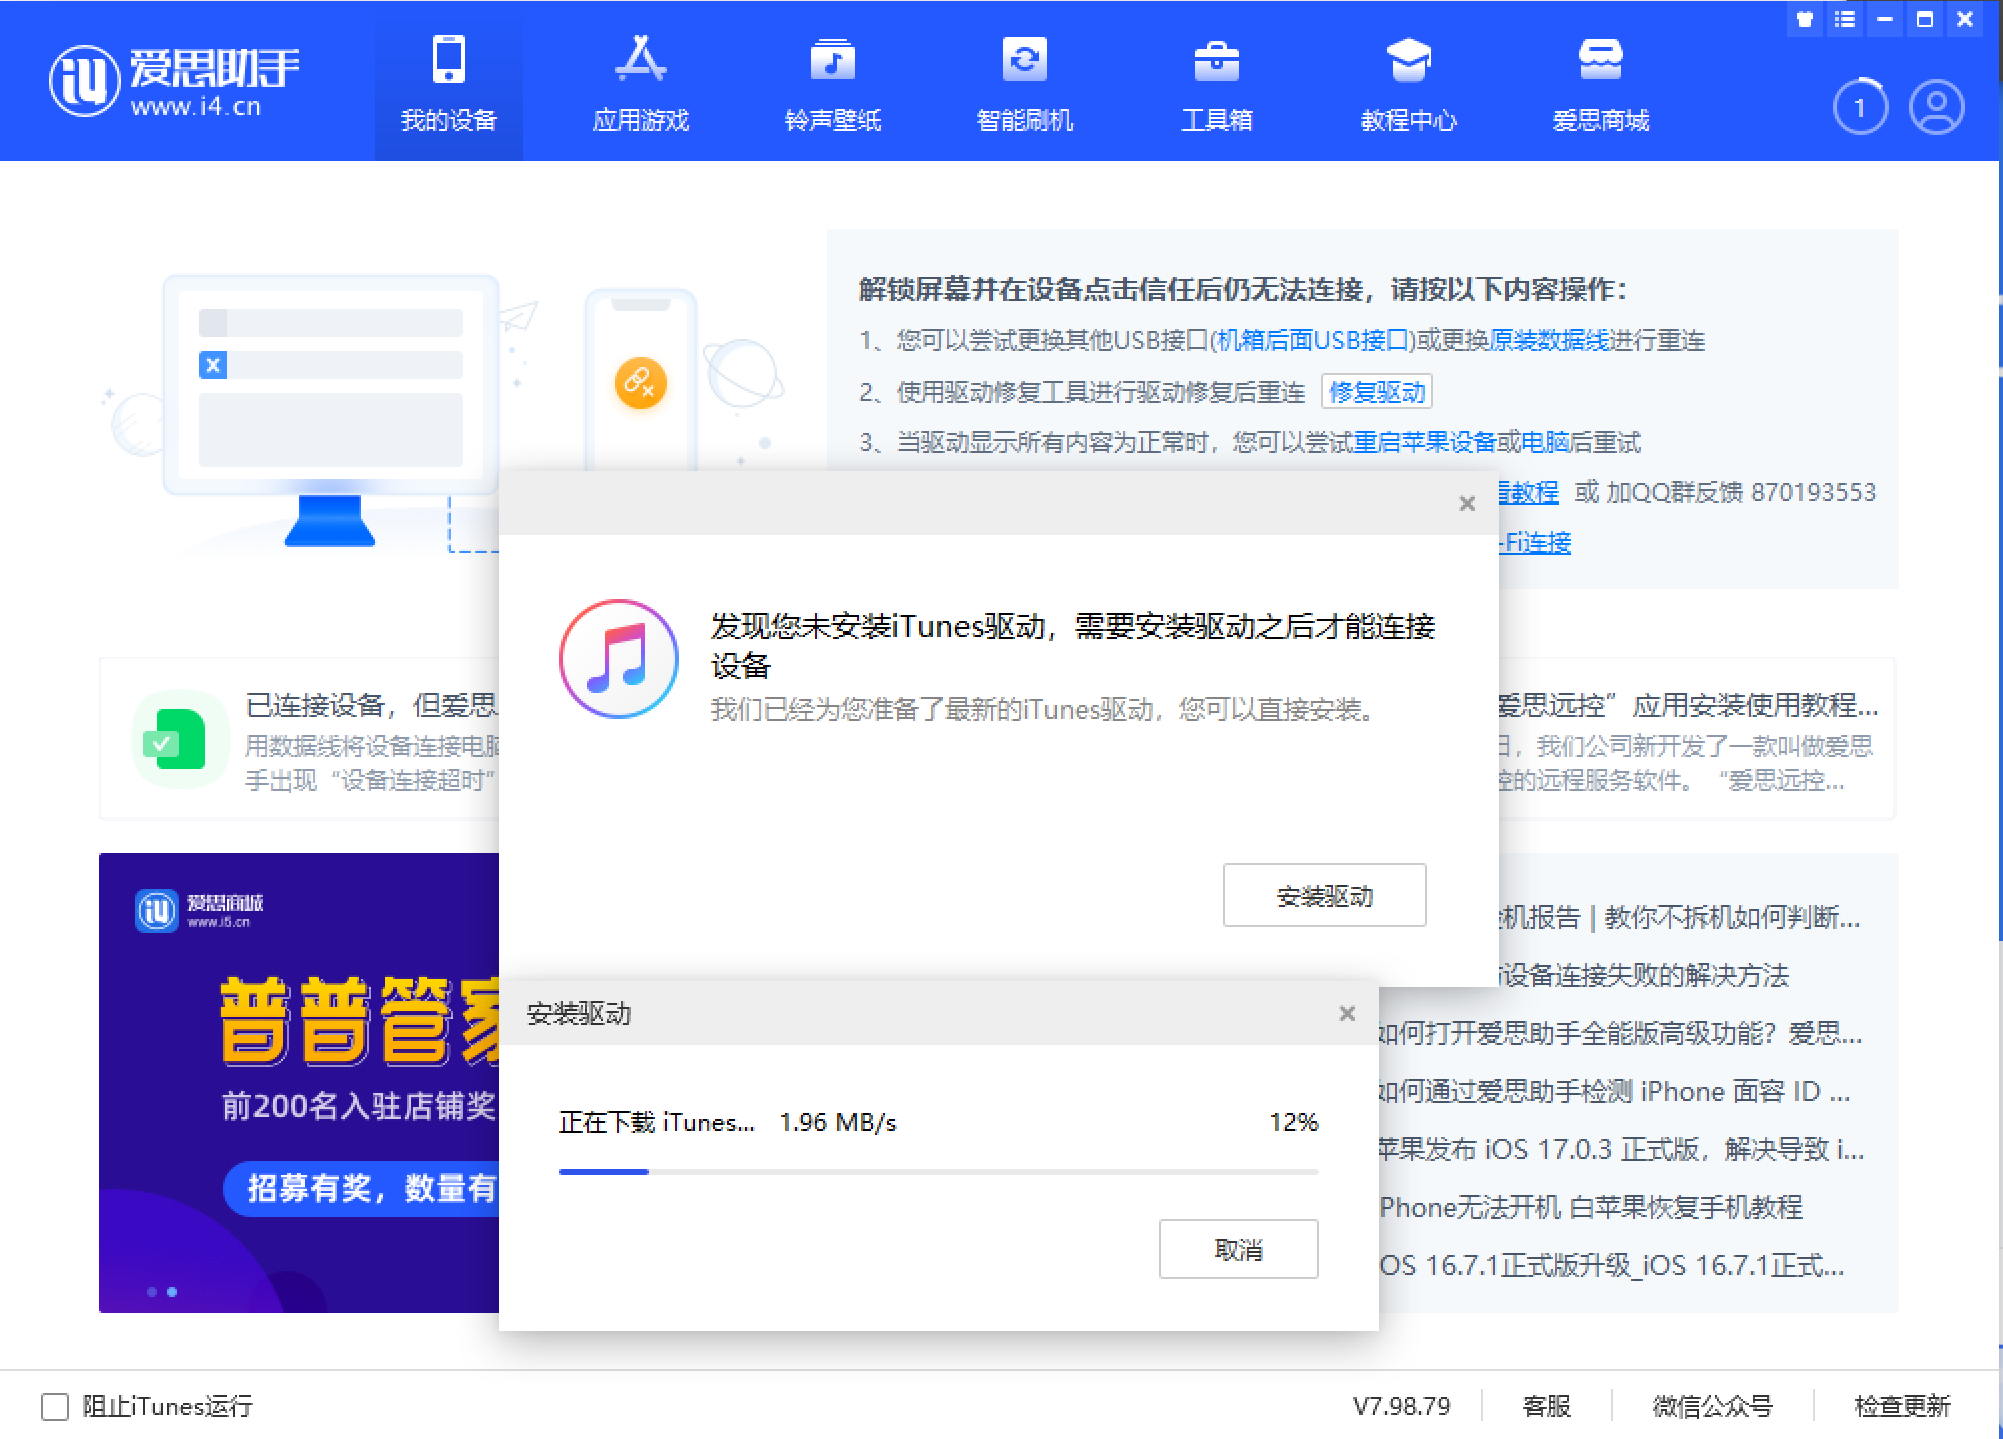 爱思助手
www.i4.cn
我的设备
应用游戏
铃声壁纸
智能刷机
工具箱
教程中心
爱思商城
1
解锁屏幕并在设备点击信任后仍无法连接，请按以下内容操作：
1、您可以尝试更换其他USB接口(机箱后面USB接口)或更换原装数据线进行重连
2、使用驱动修复工具进行驱动修复后重连 修复驱动
3、当驱动显示所有内容为正常时，您可以尝试重启苹果设备或电脑后重试
看教程 或 加QQ群反馈 870193553
-Fi连接
发现您未安装iTunes驱动，需要安装驱动之后才能连接
设备
我们已经为您准备了最新的iTunes驱动，您可以直接安装。
安装驱动
已连接设备，但爱思
用数据线将设备连接电脑
手出现“设备连接超时”
爱思远控”应用安装使用教程...
日，我们公司新开发了一款叫做爱思
控的远程服务软件。“爱思远控...
爱思商城
www.i5.cn
普普管家
前200名入驻店铺奖
招募有奖，数量有
安装驱动
正在下载 iTunes... 1.96 MB/s 12%
取消
机报告 | 教你不拆机如何判断...
设备连接失败的解决方法
如何打开爱思助手全能版高级功能？爱思...
如何通过爱思助手检测 iPhone 面容 ID ...
苹果发布 iOS 17.0.3 正式版，解决导致 i...
Phone无法开机 白苹果恢复手机教程
OS 16.7.1正式版升级_iOS 16.7.1正式...
阻止iTunes运行
V7.98.79
客服
微信公众号
检查更新